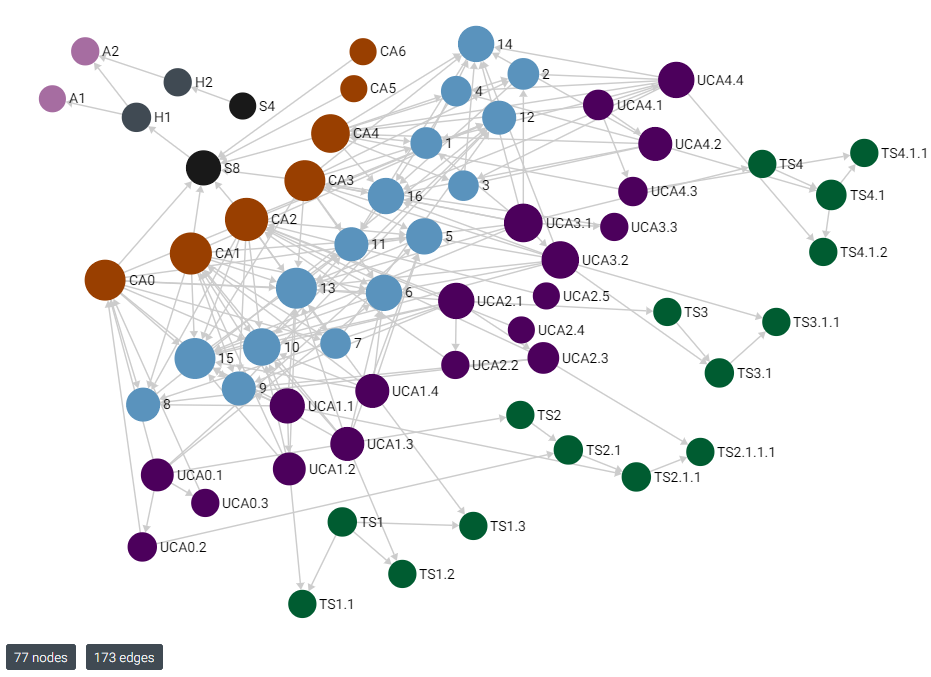 A2
CA6
14
H2
2
UCA4.4
A1
CA5
4
S4
UCA4.1
H1
12
CA4
1
UCA4.2
TS4.1.1
S8
TS4
CA3
3
UCA4.3
TS4.1
16
CA2
UCA3.1
UCA3.3
5
11
CA1
TS4.1.2
UCA3.2
CA0
13
6
UCA2.5
UCA2.1
TS3
TS3.1.1
UCA2.4
7
10
15
UCA2.3
UCA2.2
TS3.1
9
UCA1.4
8
UCA1.1
TS2
UCA1.3
TS2.1
TS2.1.1.1
UCA1.2
UCA0.1
TS2.1.1
UCA0.3
TS1
TS1.3
UCA0.2
TS1.2
TS1.1
77 nodes
173 edges